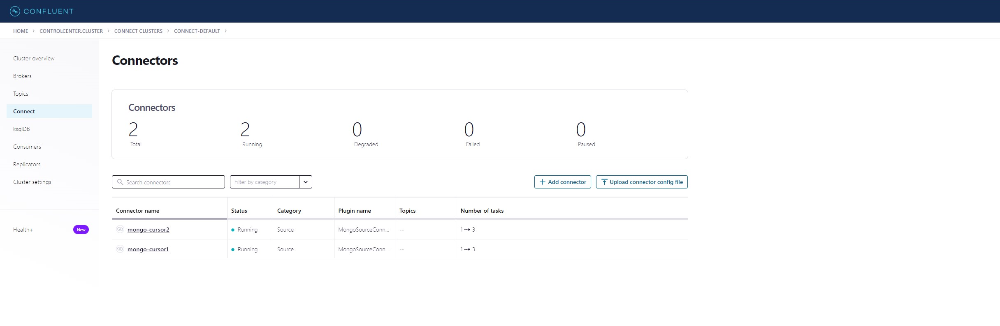 CONFLUENT
HOME > CONTROLCENTER.CLUSTER > CONNECT CLUSTERS > CONNECT-DEFAULT >
Cluster overview
Brokers
Topics
Connect
ksqlDB
Consumers
Replicators
Cluster settings
Health+ New
Connectors
Connectors
2 2 0 0 0
Total Running Degraded Failed Paused
Search connectors Filter by category + Add connector Upload connector config file
Connector name Status Category Plugin name Topics Number of tasks
mongo-cursor2 Running Source MongoSourceConn... -- 1 ⇢ 3
mongo-cursor1 Running Source MongoSourceConn... -- 1 ⇢ 3